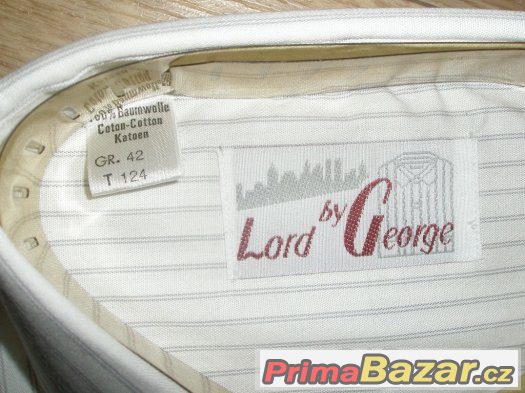 100% Baumwolle
Coton-Cotton
Katoen
GR. 42
T 124
Lord by George
PrimaBazar.cz